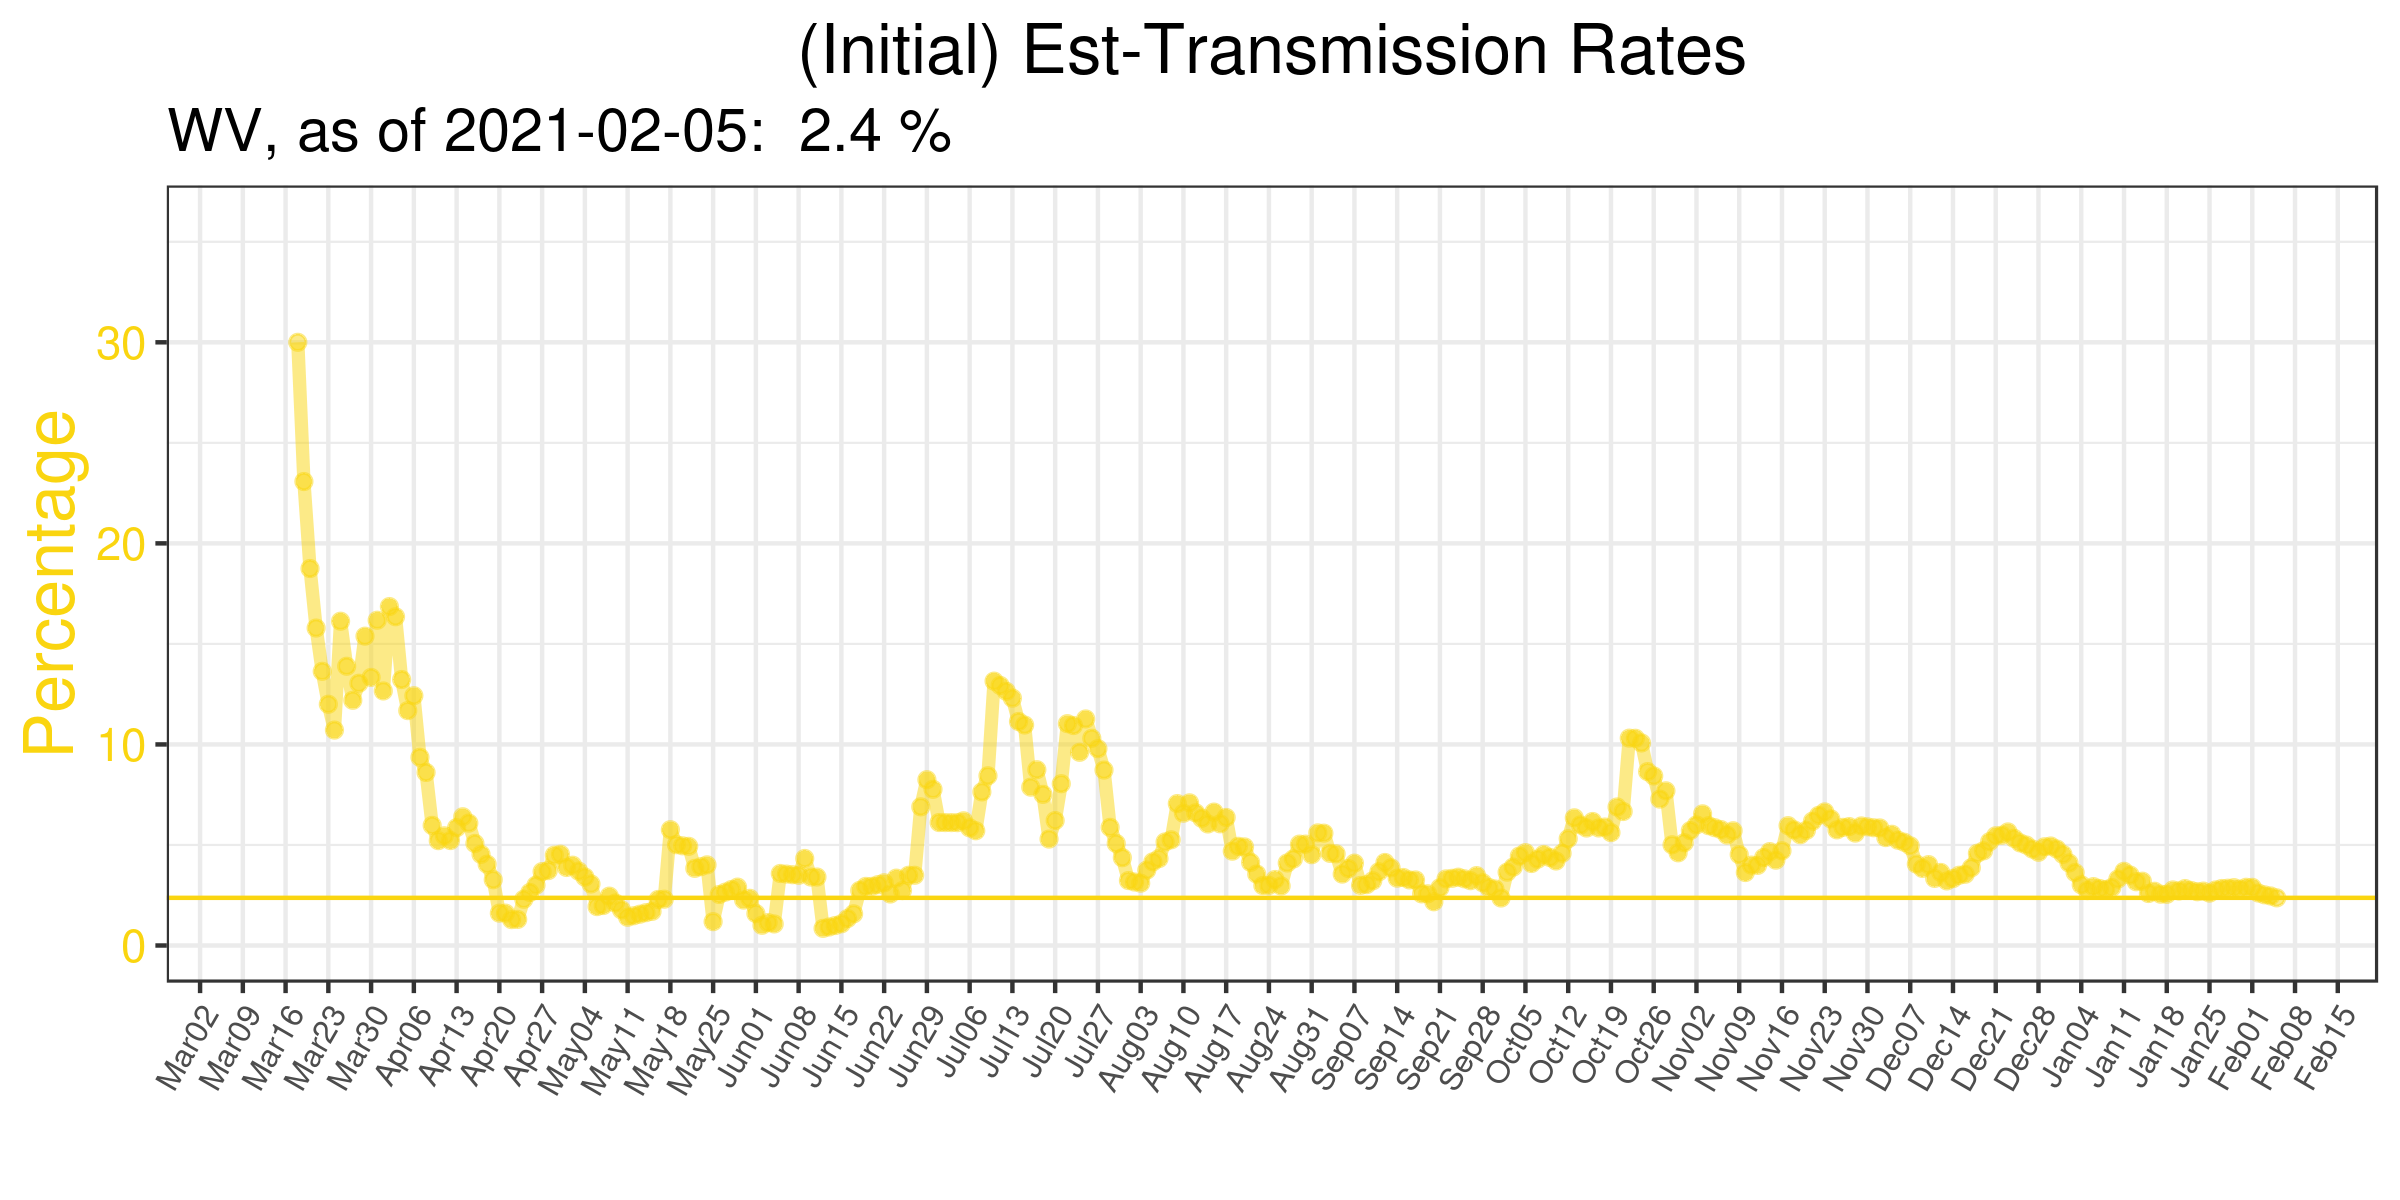 (Initial) Est-Transmission Rates
WV, as of 2021-02-05:  2.4 %
Percentage
30
20
10
0
Mar02
Mar09
Mar16
Mar23
Mar30
Apr06
Apr13
Apr20
Apr27
May04
May11
May18
May25
Jun01
Jun08
Jun15
Jun22
Jun29
Jul06
Jul13
Jul20
Jul27
Aug03
Aug10
Aug17
Aug24
Aug31
Sep07
Sep14
Sep21
Sep28
Oct05
Oct12
Oct19
Oct26
Nov02
Nov09
Nov16
Nov23
Nov30
Dec07
Dec14
Dec21
Dec28
Jan04
Jan11
Jan18
Jan25
Feb01
Feb08
Feb15